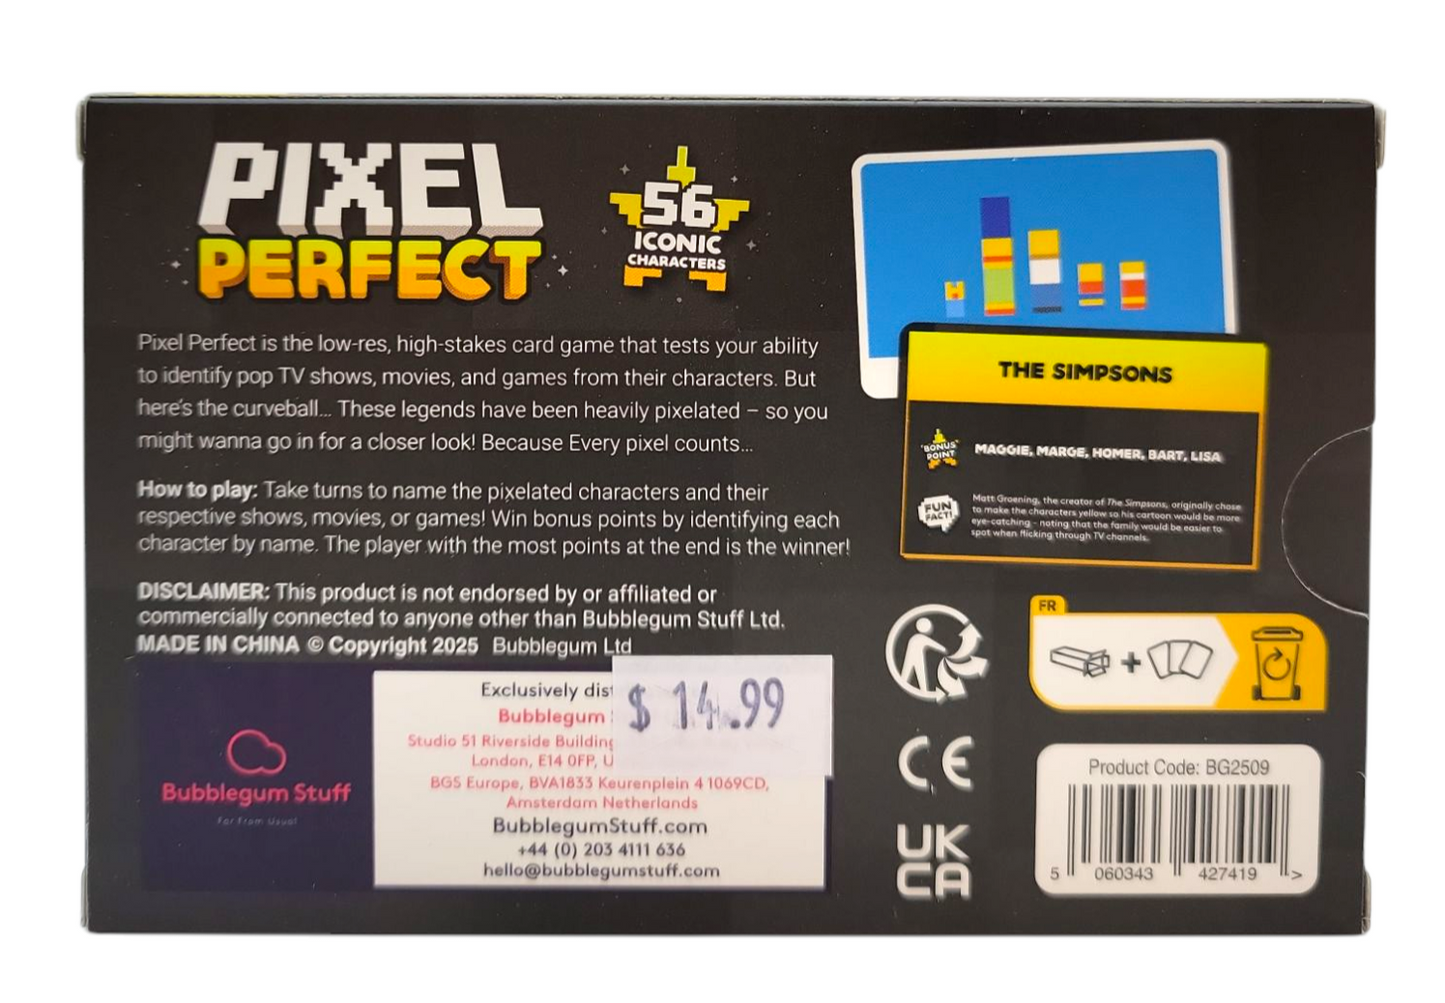 PIXEL
PERFECT
56
ICONIC
CHARACTERS
Pixel Perfect is the low-res, high-stakes card game that tests your ability
to identify pop TV shows, movies, and games from their characters. But
here's the curveball... These legends have been heavily pixelated – so you
might wanna go in for a closer look! Because Every pixel counts...
How to play: Take turns to name the pixelated characters and their
respective shows, movies, or games! Win bonus points by identifying each
character by name. The player with the most points at the end is the winner!
DISCLAIMER: This product is not endorsed by or affiliated or
commercially connected to anyone other than Bubblegum Stuff Ltd.
MADE IN CHINA © Copyright 2025 Bubblegum Ltd
THE SIMPSONS
BONUS
POINT
MAGGIE, MARGE, HOMER, BART, LISA
FUN
FACT!
Matt Groening, the creator of The Simpsons, originally chose
to make the characters yellow so his cartoon would be more
eye-catching - noting that the family would be easier to
spot when flicking through TV channels.
Bubblegum Stuff
Far From Usual
Exclusively
Bubblegum
$ 14.99
Studio 51 Riverside
London, E14 0FP,
BGS Europe, BVA1833 Keurenplein 4 1069CD,
Amsterdam Netherlands
BubblegumStuff.com
+44 (0) 203 4111 636
hello@bubblegumstuff.com
FR
+
CE
UK
CA
Product Code: BG2509
5 060343 427419 >